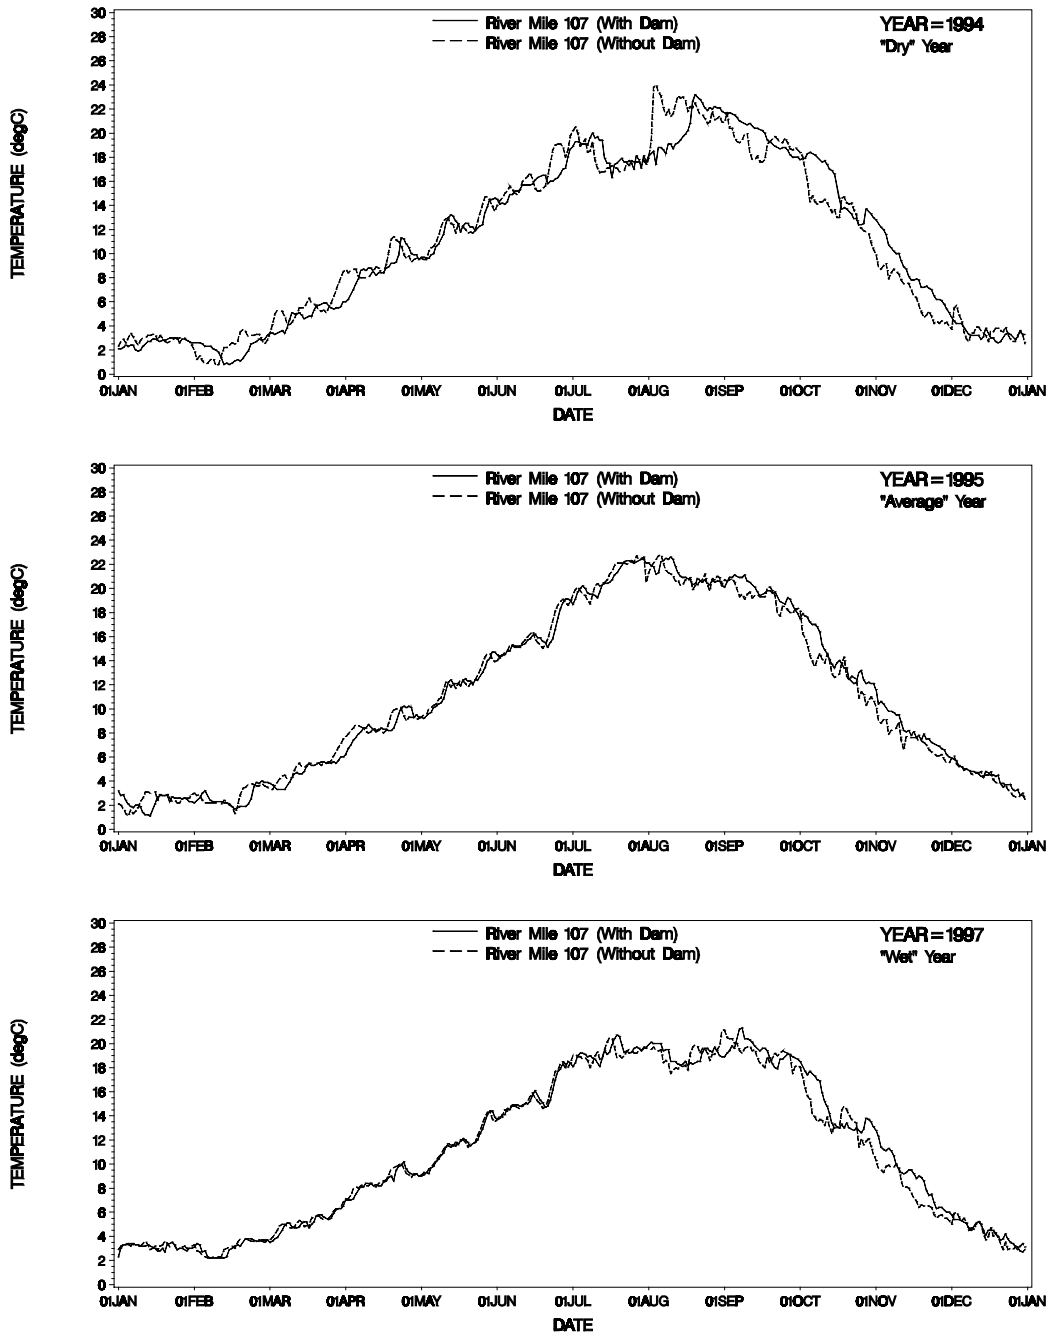 River Mile 107 (With Dam)
River Mile 107 (Without Dam)
YEAR=1994
"Dry" Year
TEMPERATURE (degC)
30
28
26
24
22
20
18
16
14
12
10
8
6
4
2
0
01JAN 01FEB 01MAR 01APR 01MAY 01JUN 01JUL 01AUG 01SEP 01OCT 01NOV 01DEC 01JAN
DATE
River Mile 107 (With Dam)
River Mile 107 (Without Dam)
YEAR=1995
"Average" Year
TEMPERATURE (degC)
30
28
26
24
22
20
18
16
14
12
10
8
6
4
2
0
01JAN 01FEB 01MAR 01APR 01MAY 01JUN 01JUL 01AUG 01SEP 01OCT 01NOV 01DEC 01JAN
DATE
River Mile 107 (With Dam)
River Mile 107 (Without Dam)
YEAR=1997
"Wet" Year
TEMPERATURE (degC)
30
28
26
24
22
20
18
16
14
12
10
8
6
4
2
0
01JAN 01FEB 01MAR 01APR 01MAY 01JUN 01JUL 01AUG 01SEP 01OCT 01NOV 01DEC 01JAN
DATE